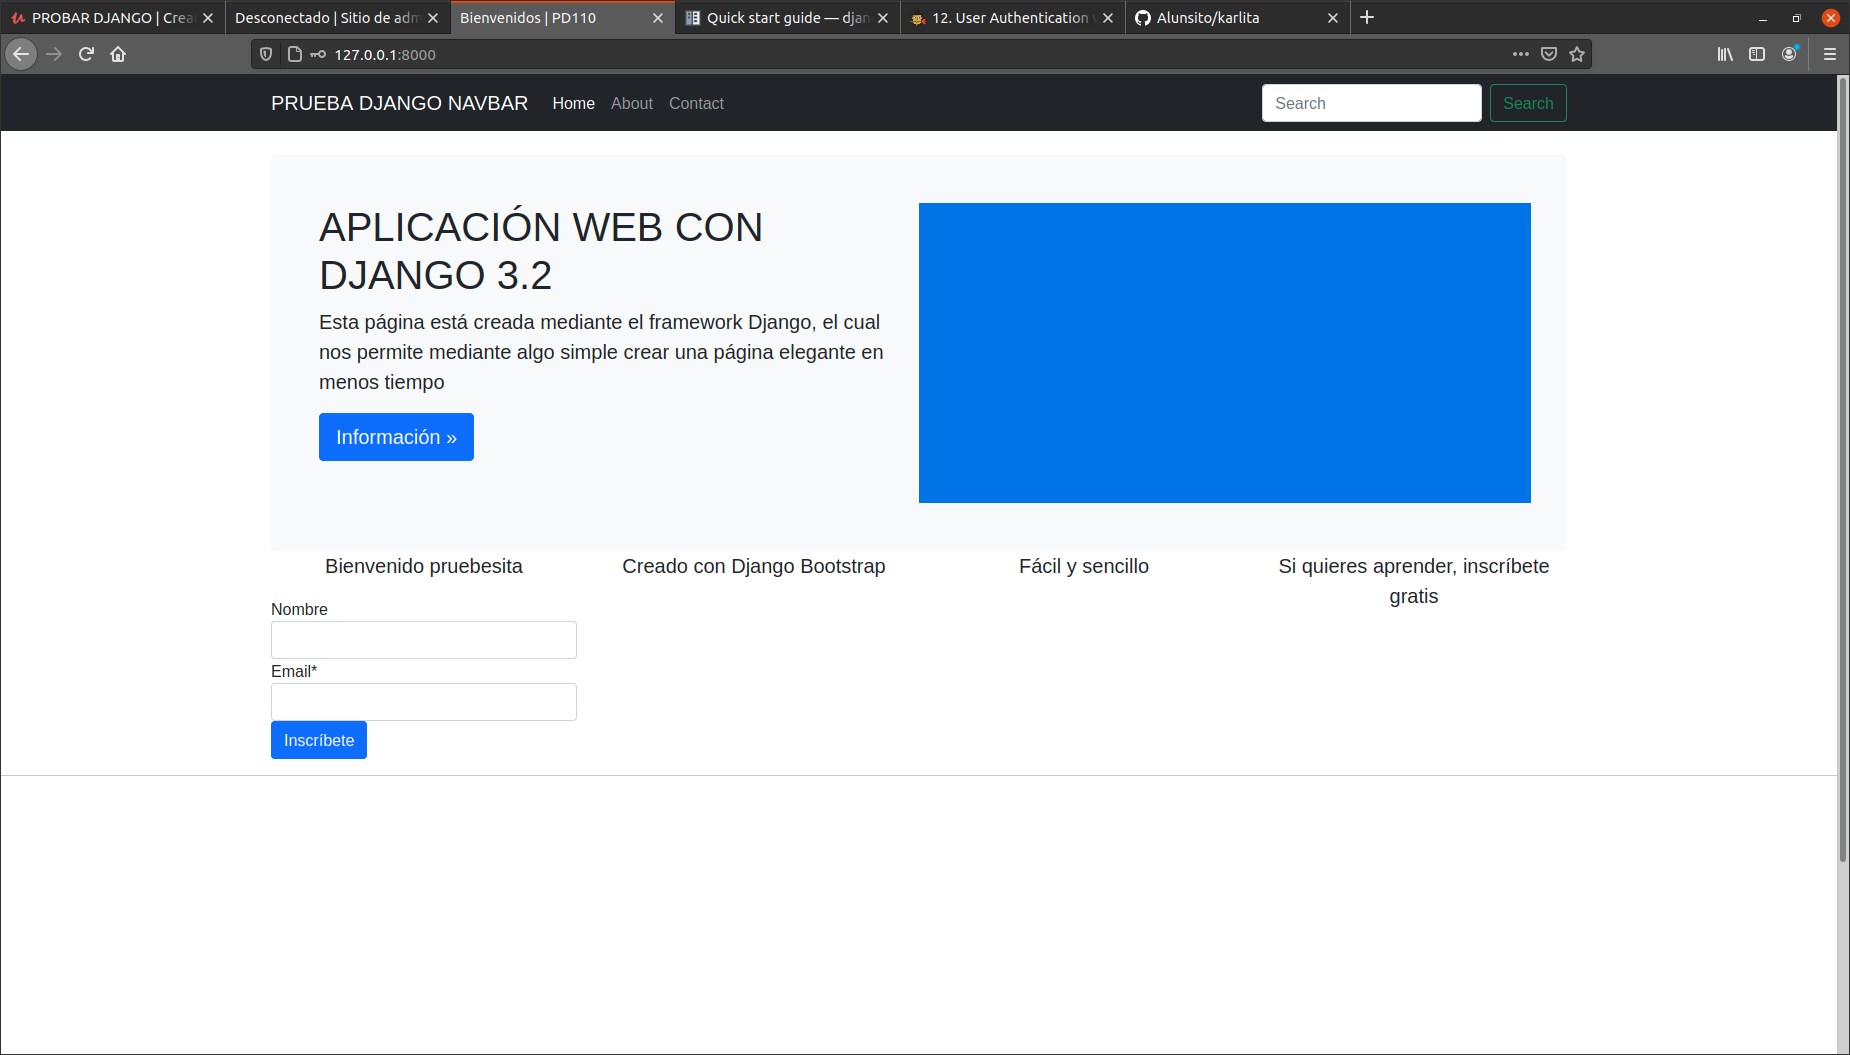 PROBAR DJANGO | Crea
Desconectado | Sitio de adm
Bienvenidos | PD110
Quick start guide — djan
12. User Authentication
Alunsito/karlita
127.0.0.1:8000
PRUEBA DJANGO NAVBAR
Home
About
Contact
Search
Search
APLICACIÓN WEB CON
DJANGO 3.2
Esta página está creada mediante el framework Django, el cual
nos permite mediante algo simple crear una página elegante en
menos tiempo
Información »
Bienvenido pruebesita
Creado con Django Bootstrap
Fácil y sencillo
Si quieres aprender, inscríbete
gratis
Nombre
Email*
Inscríbete